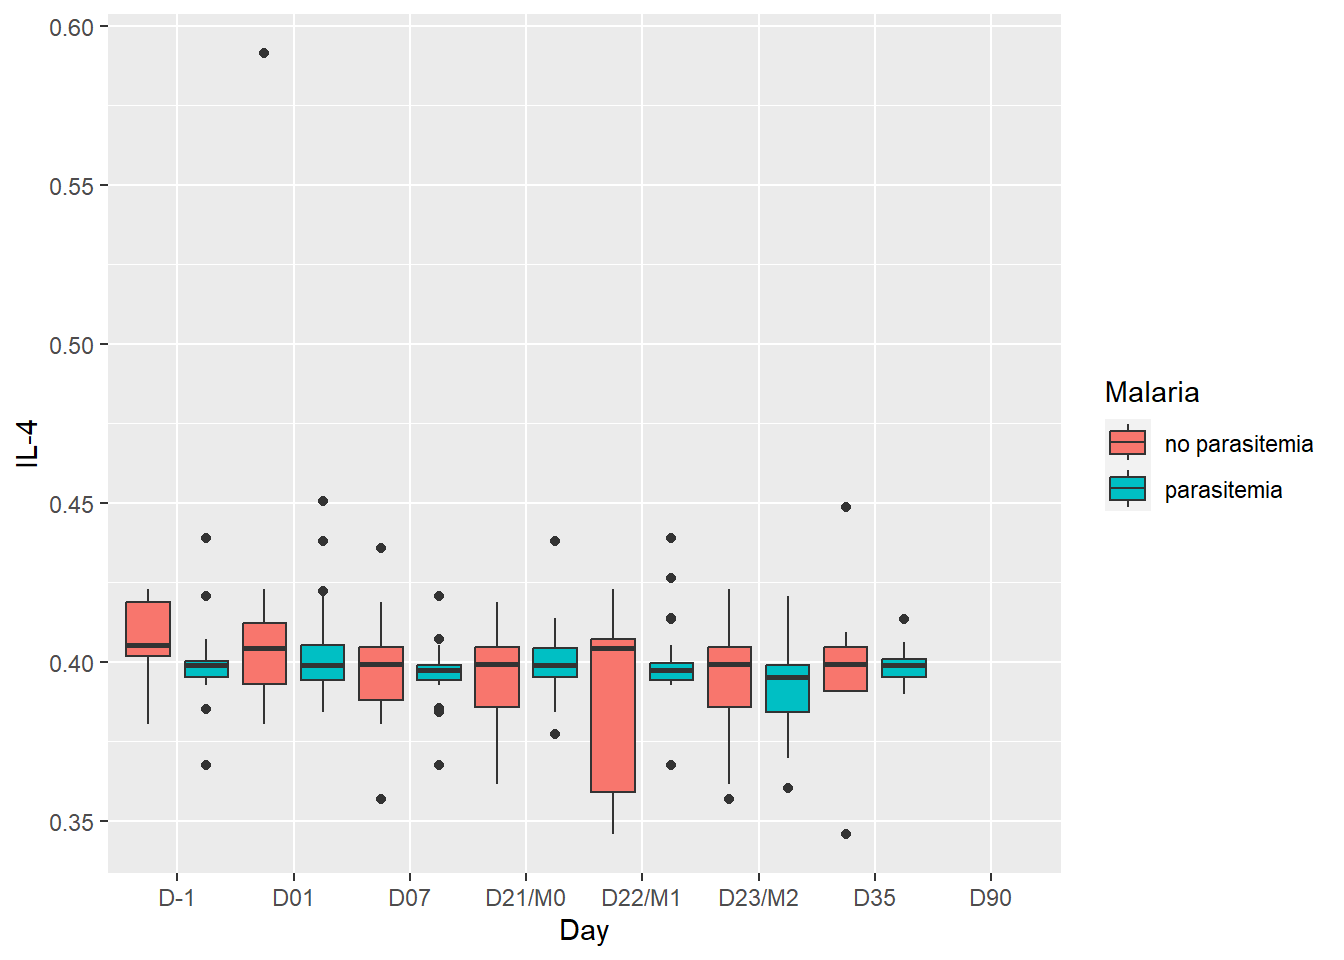 0.60
0.55
0.50
0.45
0.40
0.35
IL-4
D-1 D01 D07 D21/M0 D22/M1 D23/M2 D35 D90
Day
Malaria
no parasitemia
parasitemia